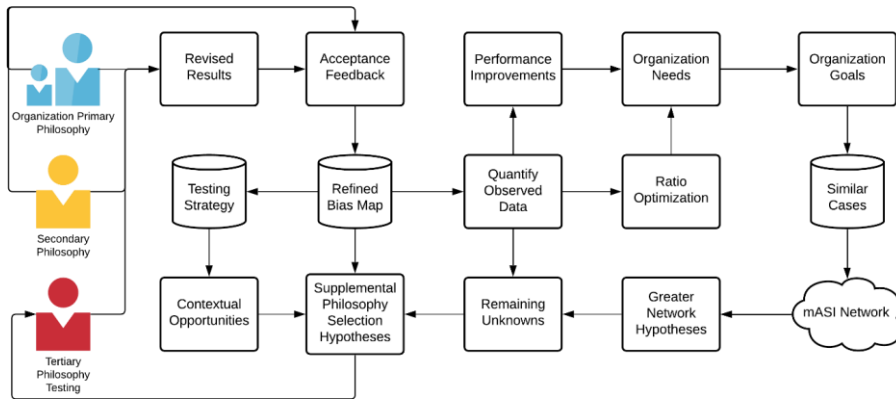 Revised
Results
Acceptance
Feedback
Performance
Improvements
Organization
Needs
Organization
Goals
Organization Primary
Philosophy
Testing
Strategy
Refined
Bias Map
Quantify
Observed
Data
Ratio
Optimization
Similar
Cases
Secondary
Philosophy
Contextual
Opportunities
Supplemental
Philosophy
Selection
Hypotheses
Remaining
Unknowns
Greater
Network
Hypotheses
mASI Network
Tertiary
Philosophy
Testing